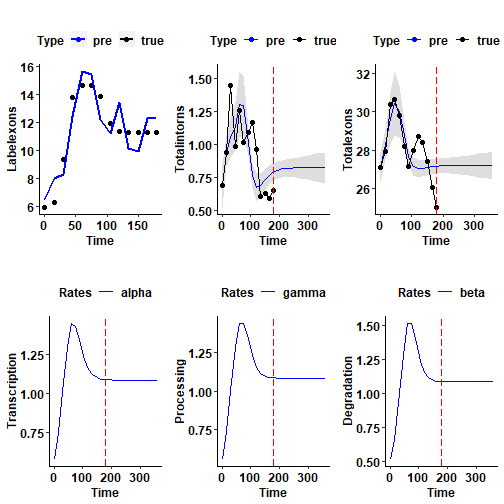 Type pre true
Labelexons
16
14
12
10
8
6
0 50 100 150
Time
Type pre true
Totalintorns
1.50
1.25
1.00
0.75
0.50
0 100 200 300
Time
Type pre true
Totalexons
32
30
28
26
0 100 200 300
Time
Rates alpha
Transcription
1.25
1.00
0.75
0 100 200 300
Time
Rates gamma
Processing
1.25
1.00
0.75
0 100 200 300
Time
Rates beta
Degradation
1.50
1.25
1.00
0.75
0.50
0 100 200 300
Time